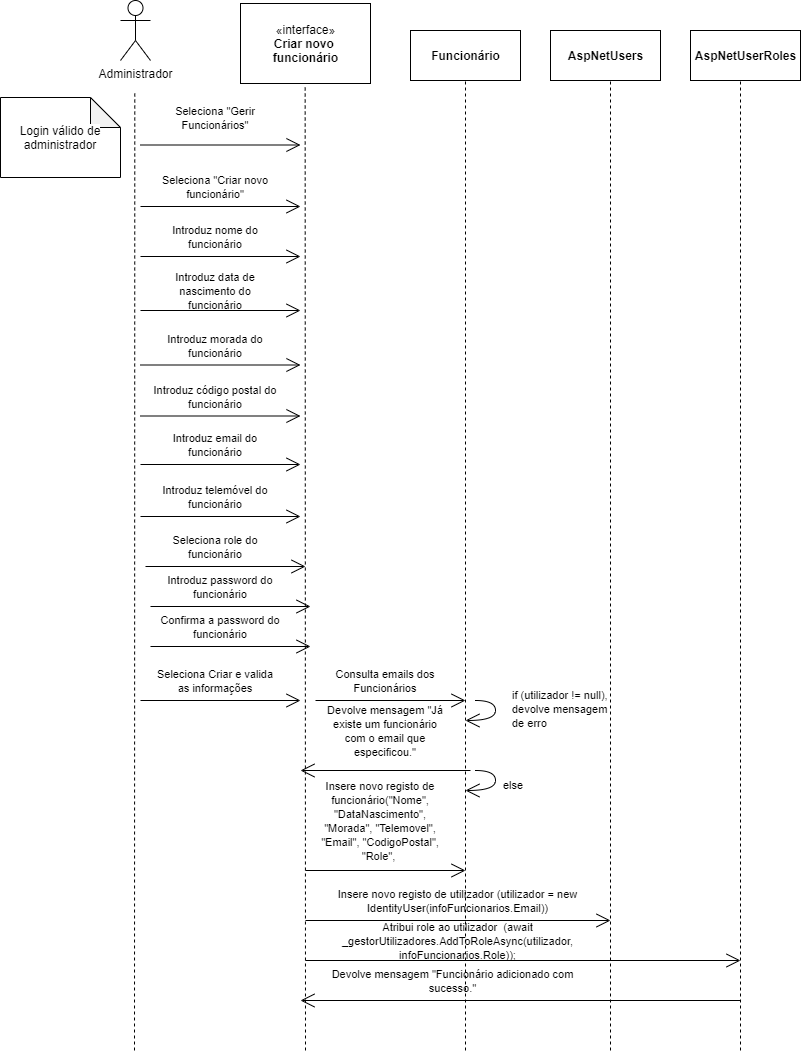 «interface»
Criar novo
funcionário
Funcionário
AspNetUsers
AspNetUserRoles
Administrador
Login válido de
administrador
Seleciona "Gerir
Funcionários"
Seleciona "Criar novo
funcionário"
Introduz nome do
funcionário
Introduz data de
nascimento do
funcionário
Introduz morada do
funcionário
Introduz código postal do
funcionário
Introduz email do
funcionário
Introduz telemóvel do
funcionário
Seleciona role do
funcionário
Introduz password do
funcionário
Confirma a password do
funcionário
Seleciona Criar e valida
as informações
Consulta emails dos
Funcionários
if (utilizador != null),
devolve mensagem
de erro
Devolve mensagem "Já
existe um funcionário
com o email que
especificou."
else
Insere novo registo de
funcionário("Nome",
"DataNascimento",
"Morada", "Telemovel",
"Email", "CodigoPostal",
"Role",
Insere novo registo de utilizador (utilizador = new
IdentityUser(infoFuncionarios.Email))
Atribui role ao utilizador (await
_gestorUtilizadores.AddToRoleAsync(utilizador,
infoFuncionarios.Role));
Devolve mensagem "Funcionário adicionado com
sucesso."